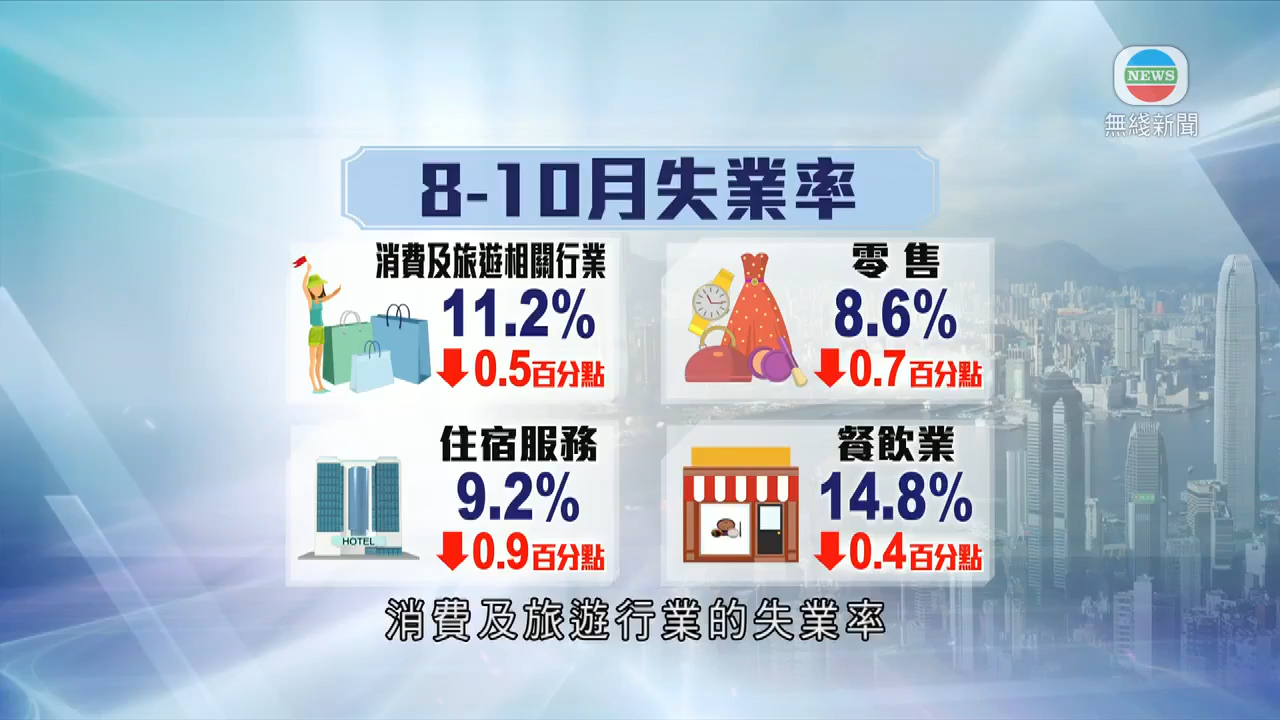 NEWS
無綫新聞
8-10月失業率
消費及旅遊相關行業
11.2%
0.5百分點
零售
8.6%
0.7百分點
住宿服務
9.2%
0.9百分點
HOTEL
餐飲業
14.8%
0.4百分點
消費及旅遊行業的失業率